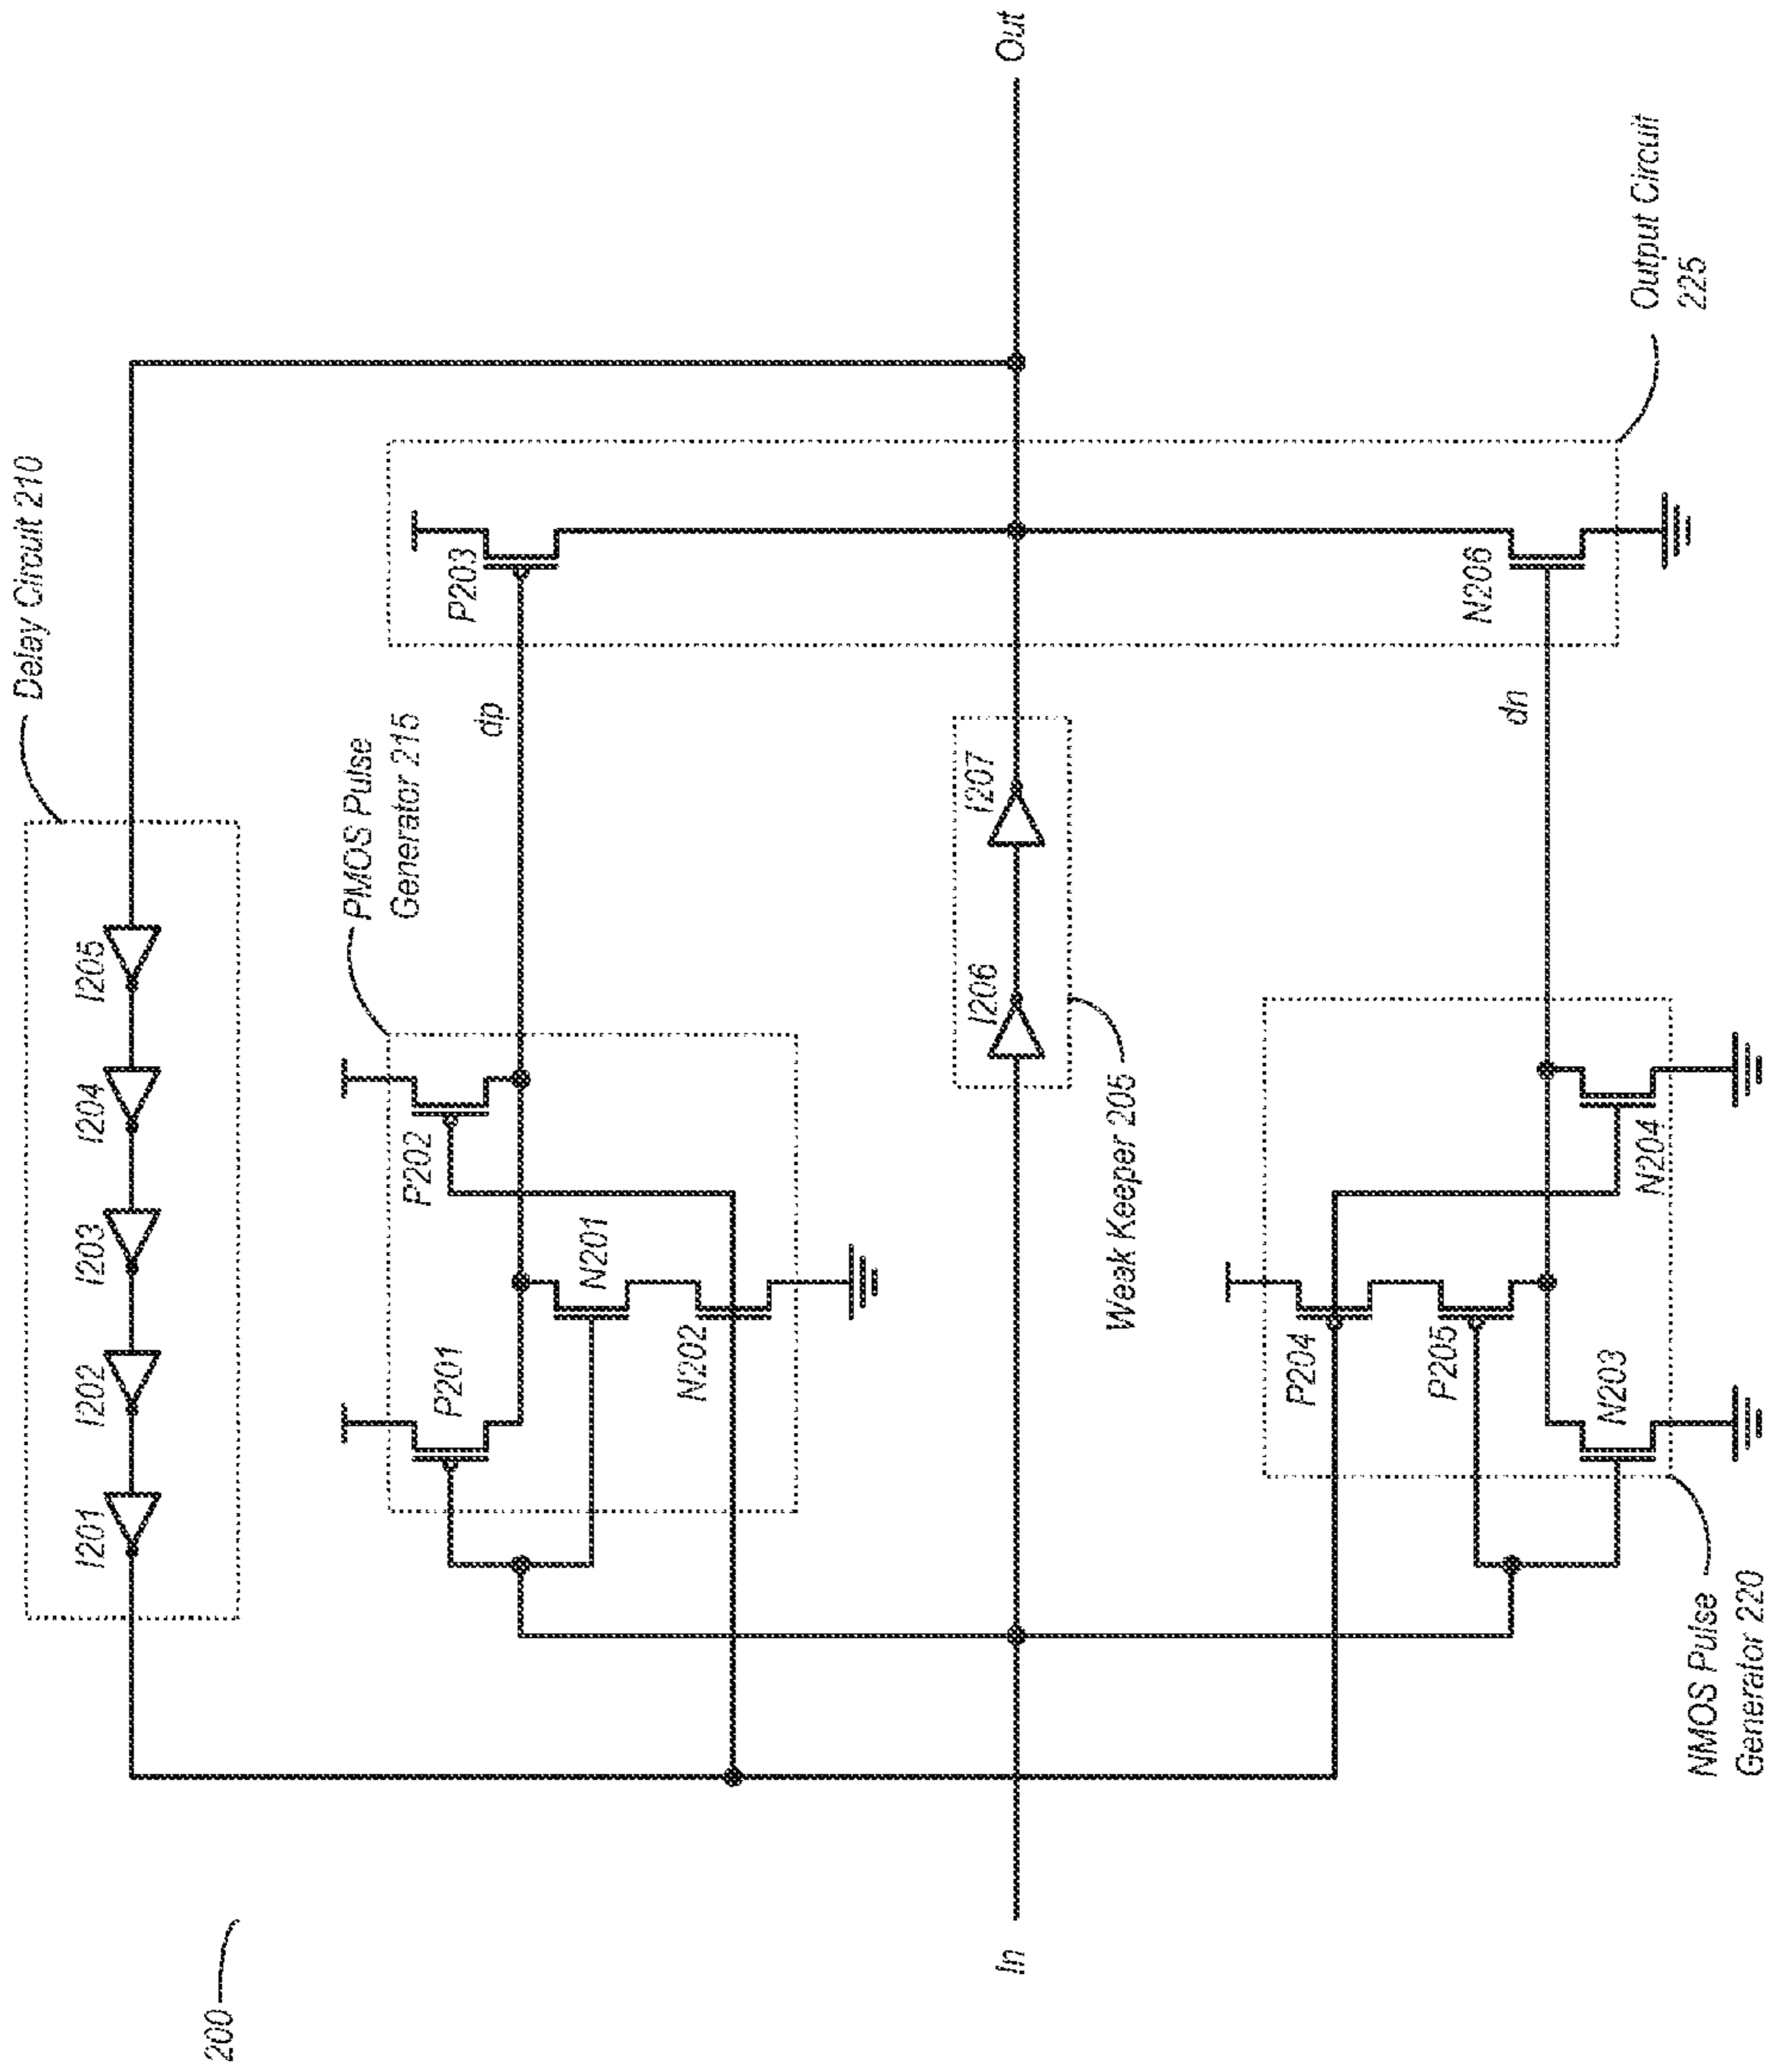 200
Delay Circuit 210
I201
I202
I203
I204
I205
PMOS Pulse
Generator 215
P201
P202
N201
N202
dp
P203
In
I206
I207
Out
Weak Keeper 205
P204
P205
N203
N204
dn
N206
NMOS Pulse
Generator 220
Output Circuit
225